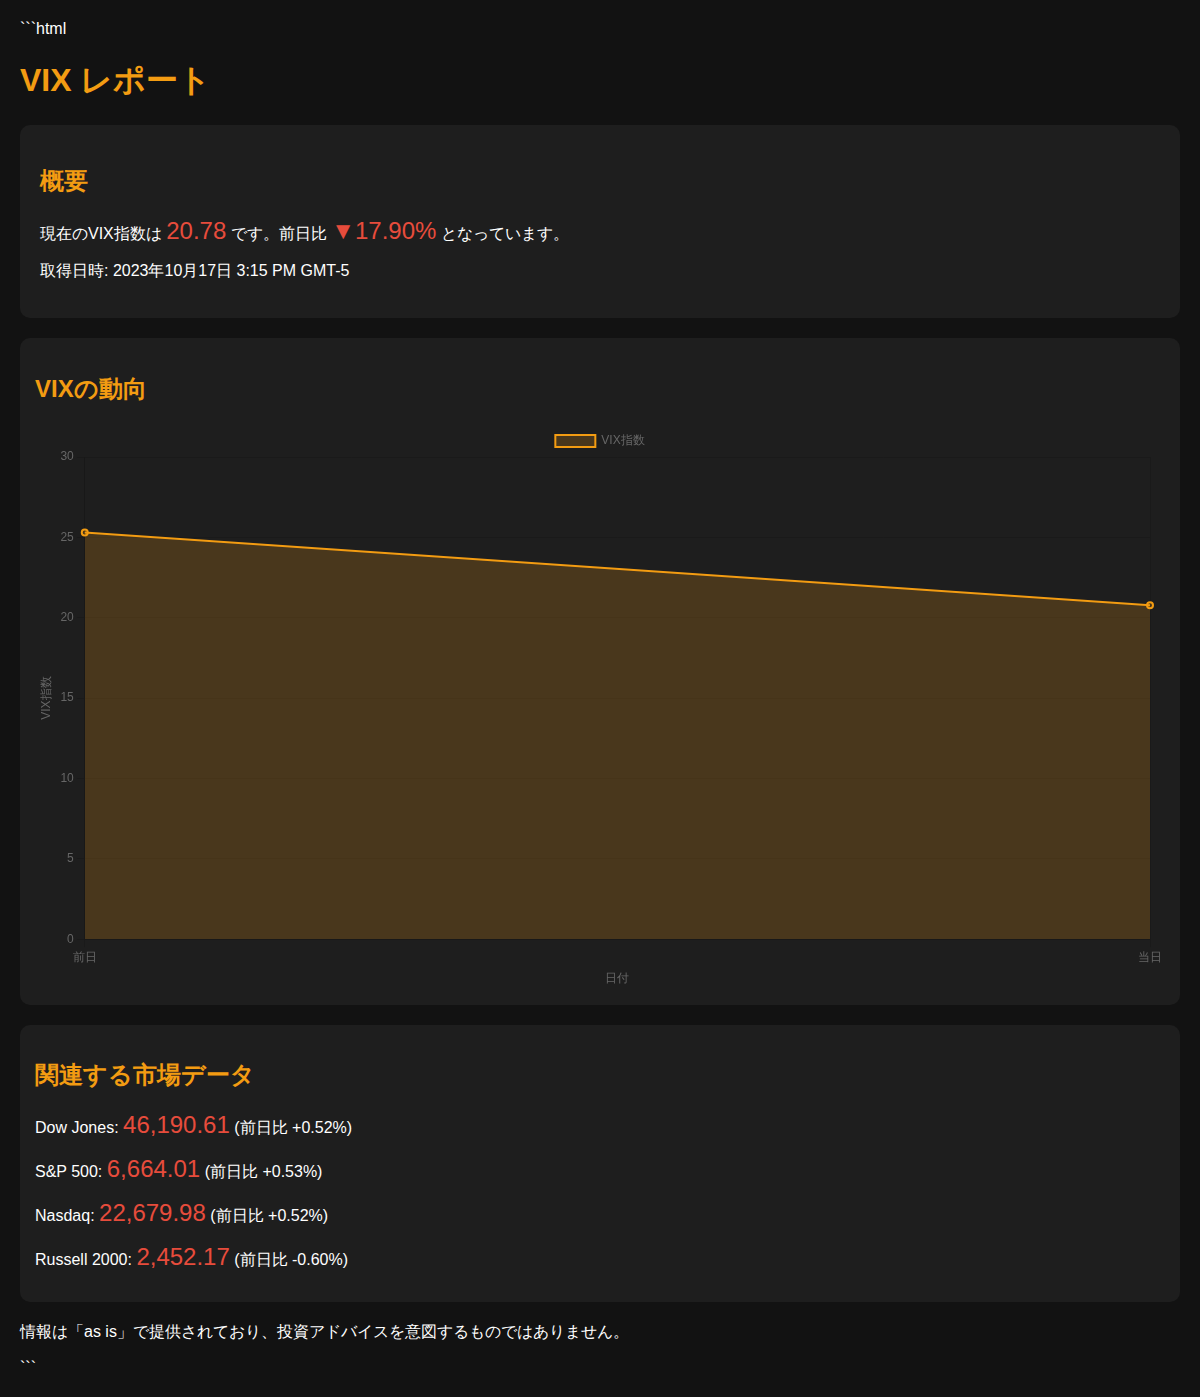 ```html
VIX レポート
概要
現在のVIX指数は 20.78 です。前日比 ▼17.90% となっています。
取得日時: 2023年10月17日 3:15 PM GMT-5
VIXの動向
VIX指数
30
25
20
15
10
5
0
VIX指数
前日
当日
日付
関連する市場データ
Dow Jones: 46,190.61 (前日比 +0.52%)
S&P 500: 6,664.01 (前日比 +0.53%)
Nasdaq: 22,679.98 (前日比 +0.52%)
Russell 2000: 2,452.17 (前日比 -0.60%)
情報は「as is」で提供されており、投資アドバイスを意図するものではありません。
```